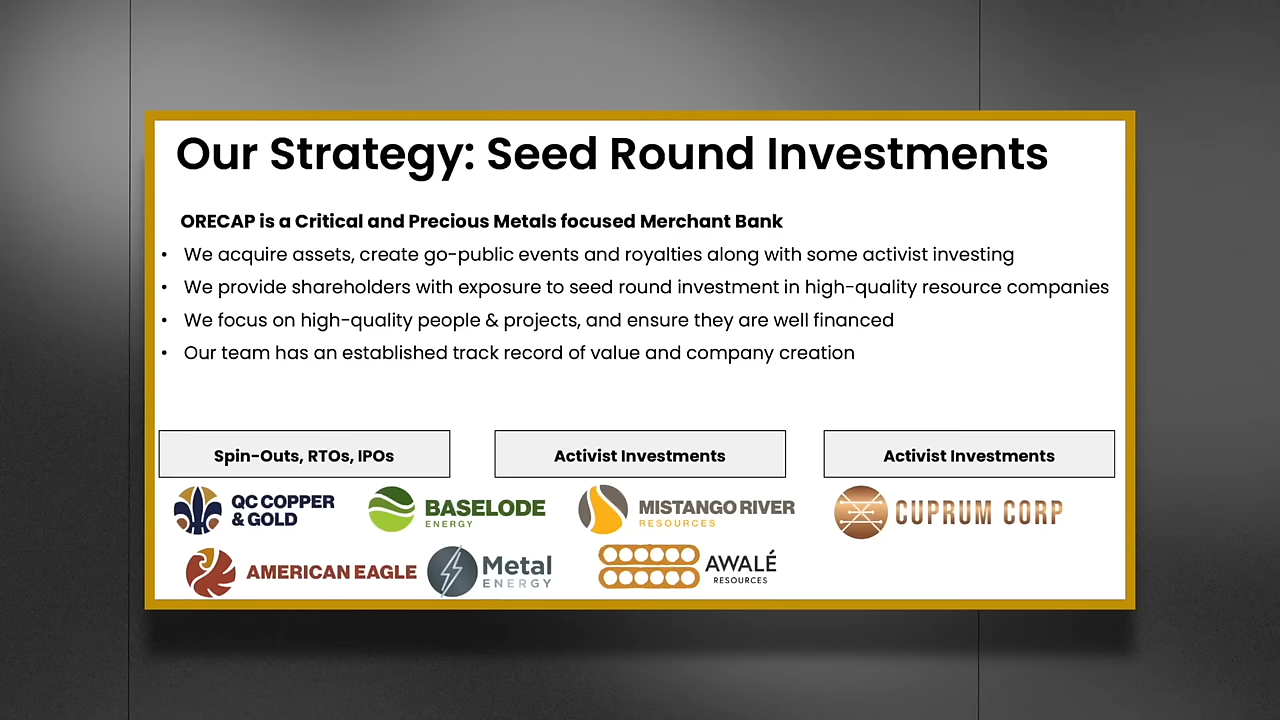 Our Strategy: Seed Round Investments
ORECAP is a Critical and Precious Metals focused Merchant Bank
• We acquire assets, create go-public events and royalties along with some activist investing
• We provide shareholders with exposure to seed round investment in high-quality resource companies
• We focus on high-quality people & projects, and ensure they are well financed
• Our team has an established track record of value and company creation
Spin-Outs, RTOs, IPOs
Activist Investments
Activist Investments
QC COPPER
& GOLD
BASELODE
ENERGY
MISTANGO RIVER
RESOURCES
CUPRUM CORP
AMERICAN EAGLE
Metal
ENERGY
AWALÉ
RESOURCES